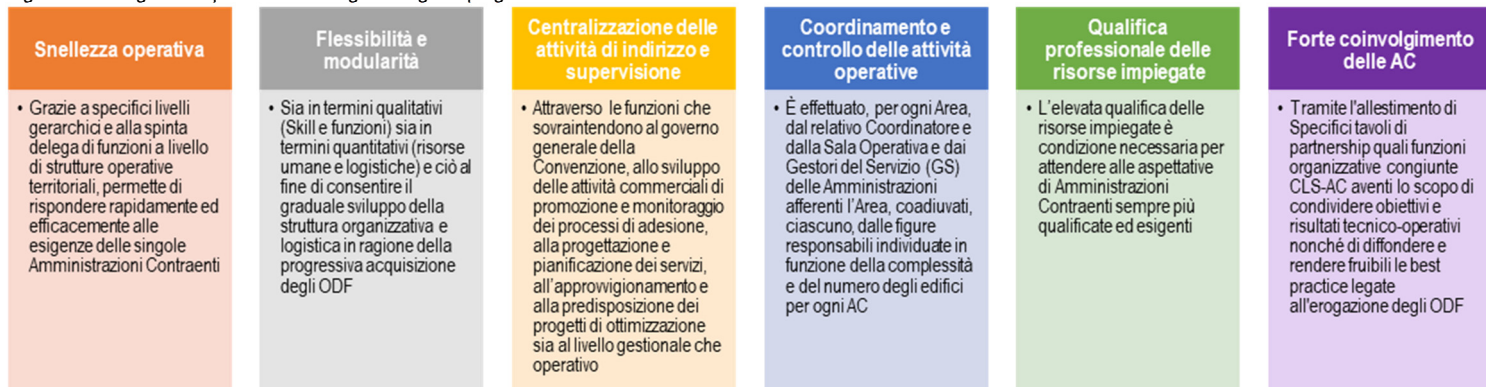 Snellezza operativa
• Grazie a specifici livelli
gerarchici e alla spinta
delega di funzioni a livello
di strutture operative
territoriali, permette di
rispondere rapidamente ed
efficacemente alle
esigenze delle singole
Amministrazioni Contraenti
Flessibilità e
modularità
• Sia in termini qualitativi
(Skill e funzioni) sia in
termini quantitativi (risorse
umane e logistiche) e ciò al
fine di consentire il
graduale sviluppo della
struttura organizzativa e
logistica in ragione della
progressiva acquisizione
degli ODF
Centralizzazione delle
attività di indirizzo e
supervisione
• Attraverso le funzioni che
sovraintendono al governo
generale della
Convenzione, allo sviluppo
delle attività commerciali di
promozione e monitoraggio
dei processi di adesione,
alla progettazione e
pianificazione dei servizi,
all'approvvigionamento e
alla predisposizione dei
progetti di ottimizzazione
sia al livello gestionale che
operativo
Coordinamento e
controllo delle attività
operative
• È effettuato, per ogni Area,
dal relativo Coordinatore e
dalla Sala Operativa e dai
Gestori del Servizio (GS)
delle Amministrazioni
afferenti l'Area, coadiuvati,
ciascuno, dalle figure
responsabili individuate in
funzione della complessità
e del numero degli edifici
per ogni AC
Qualifica
professionale delle
risorse impiegate
• L'elevata qualifica delle
risorse impiegate è
condizione necessaria per
attendere alle aspettative
di Amministrazioni
Contraenti sempre più
qualificate ed esigenti
Forte coinvolgimento
delle AC
• Tramite l'allestimento di
Specifici tavoli di
partnership quali funzioni
organizzative congiunte
CLS-AC aventi lo scopo di
condividere obiettivi e
risultati tecnico-operativi
nonché di diffondere e
rendere fruibili le best
practice legate
all'erogazione degli ODF